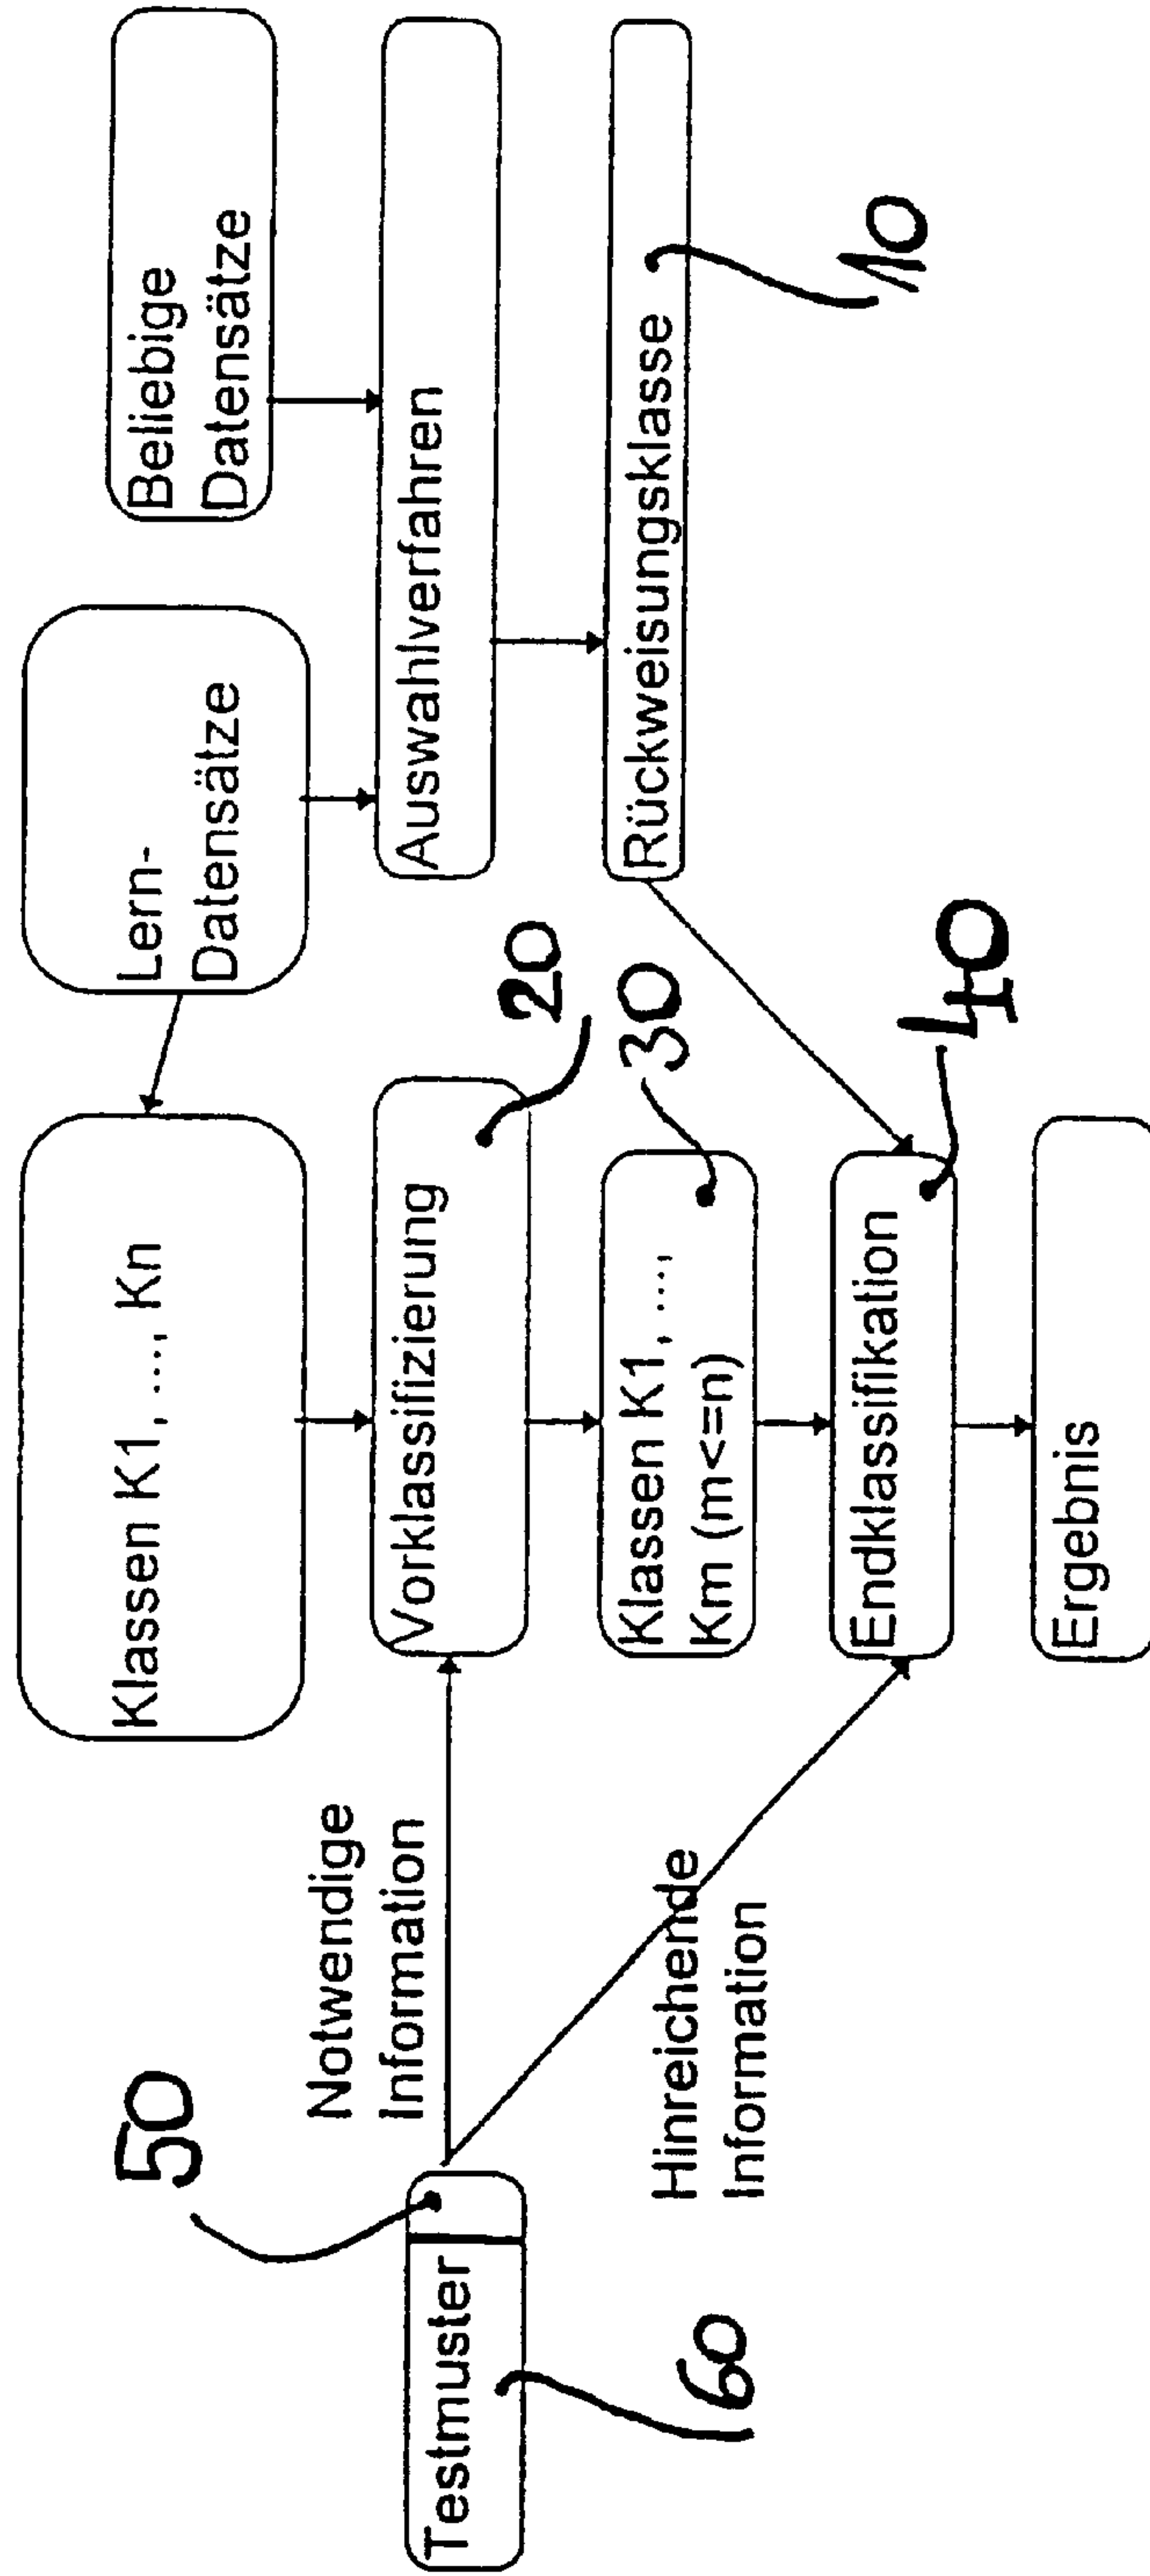 Klassen K1, ...., Kn
Lern-
Datensätze
Beliebige
Datensätze
50
Notwendige
Information
Vorklassifizierung
20
Auswahlverfahren
Testmuster
60
Hinreichende
Information
Klassen K1, ....,
Km (m<=n)
30
Rückweisungsklasse
10
Endklassifikation
40
Ergebnis